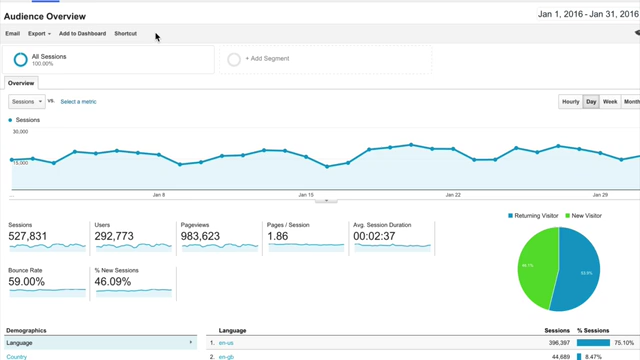 Audience Overview
Jan 1, 2016 - Jan 31, 2016
Email Export Add to Dashboard Shortcut
All Sessions
100.00%
+ Add Segment
Overview
Sessions vs. Select a metric
Hourly Day Week Month
Sessions
30,000
15,000
... Jan 8 Jan 15 Jan 22 Jan 29
Sessions
527,831
Users
292,773
Pageviews
983,623
Pages / Session
1.86
Avg. Session Duration
00:02:37
Bounce Rate
59.00%
% New Sessions
46.09%
Returning Visitor New Visitor
Demographics
Language
Country
Language Sessions % Sessions
1. en-us 396,397 75.10%
2. en-gb 44,689 8.47%